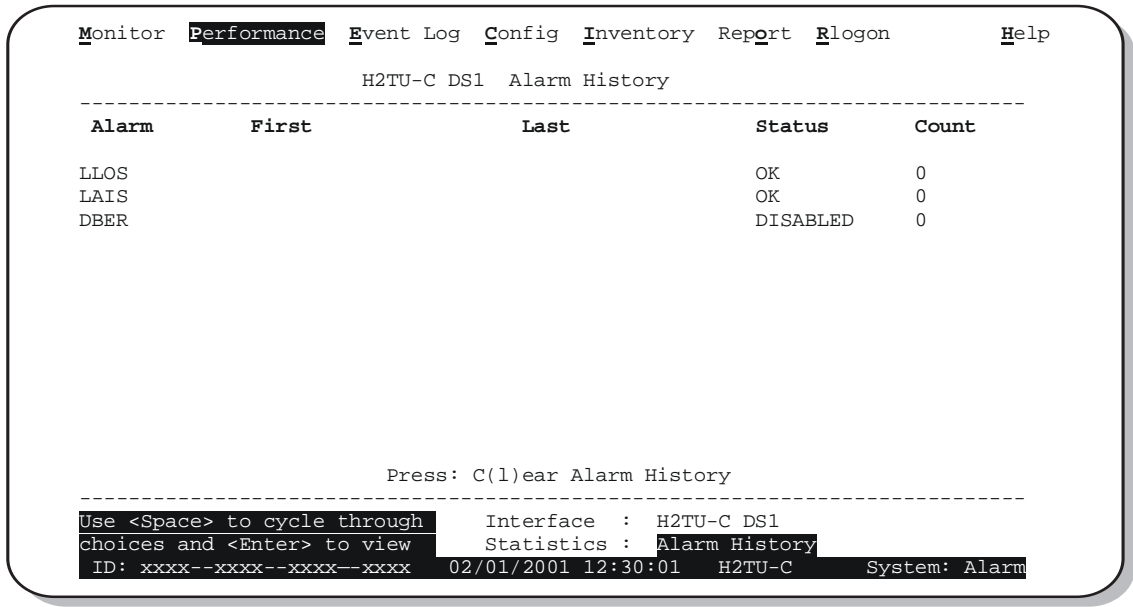 Monitor Performance Event Log Config Inventory Report Rlogon Help
H2TU-C DS1 Alarm History
-----------------------------------------------------------------------------
Alarm First Last Status Count
LLOS OK 0
LAIS OK 0
DBER DISABLED 0
Press: C(l)ear Alarm History
-----------------------------------------------------------------------------
Use <Space> to cycle through Interface : H2TU-C DS1
choices and <Enter> to view Statistics : Alarm History
ID: xxxx--xxxx--xxxx--xxxx 02/01/2001 12:30:01 H2TU-C System: Alarm